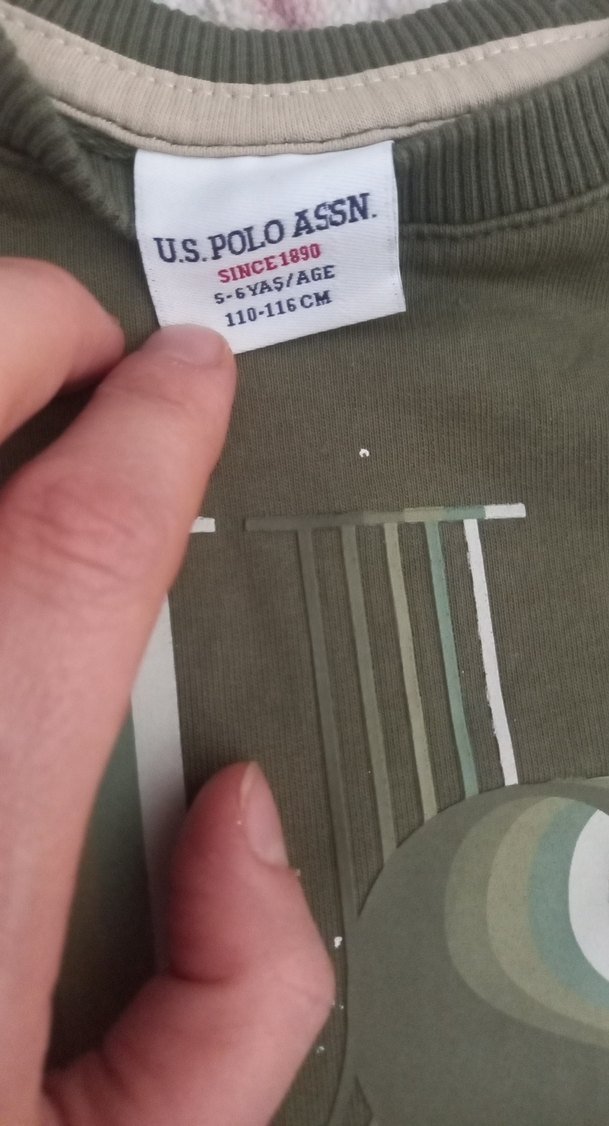 U.S. POLO ASSN.
SINCE 1890
5-6 YAŞ/AGE
110-116 CM